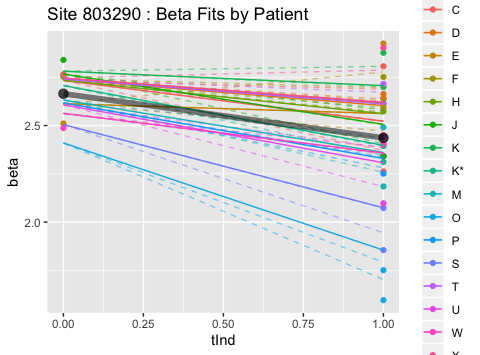 Site 803290 : Beta Fits by Patient
beta
2.5
2.0
0.00 0.25 0.50 0.75 1.00
tInd
C
D
E
F
H
J
K
K*
M
O
P
S
T
U
W